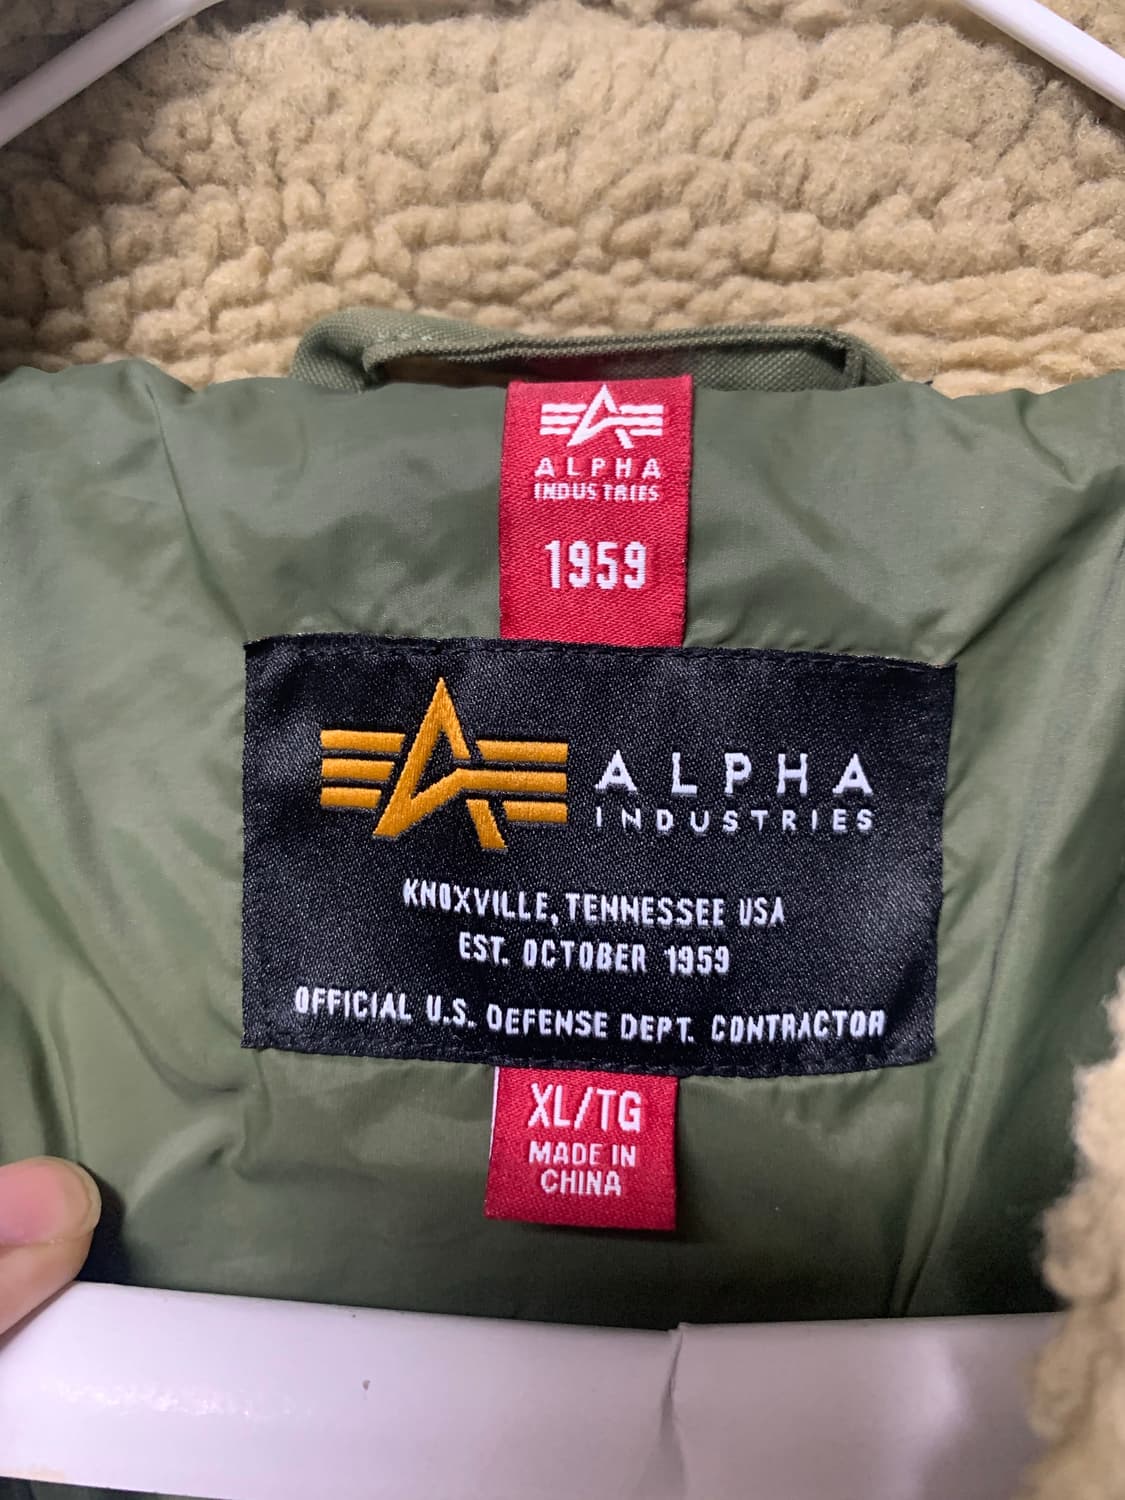 ALPHA
INDUSTRIES
1959
ALPHA
INDUSTRIES
KNOXVILLE, TENNESSEE USA
EST. OCTOBER 1959
OFFICIAL U.S. DEFENSE DEPT. CONTRACTOR
XL/TG
MADE IN
CHINA